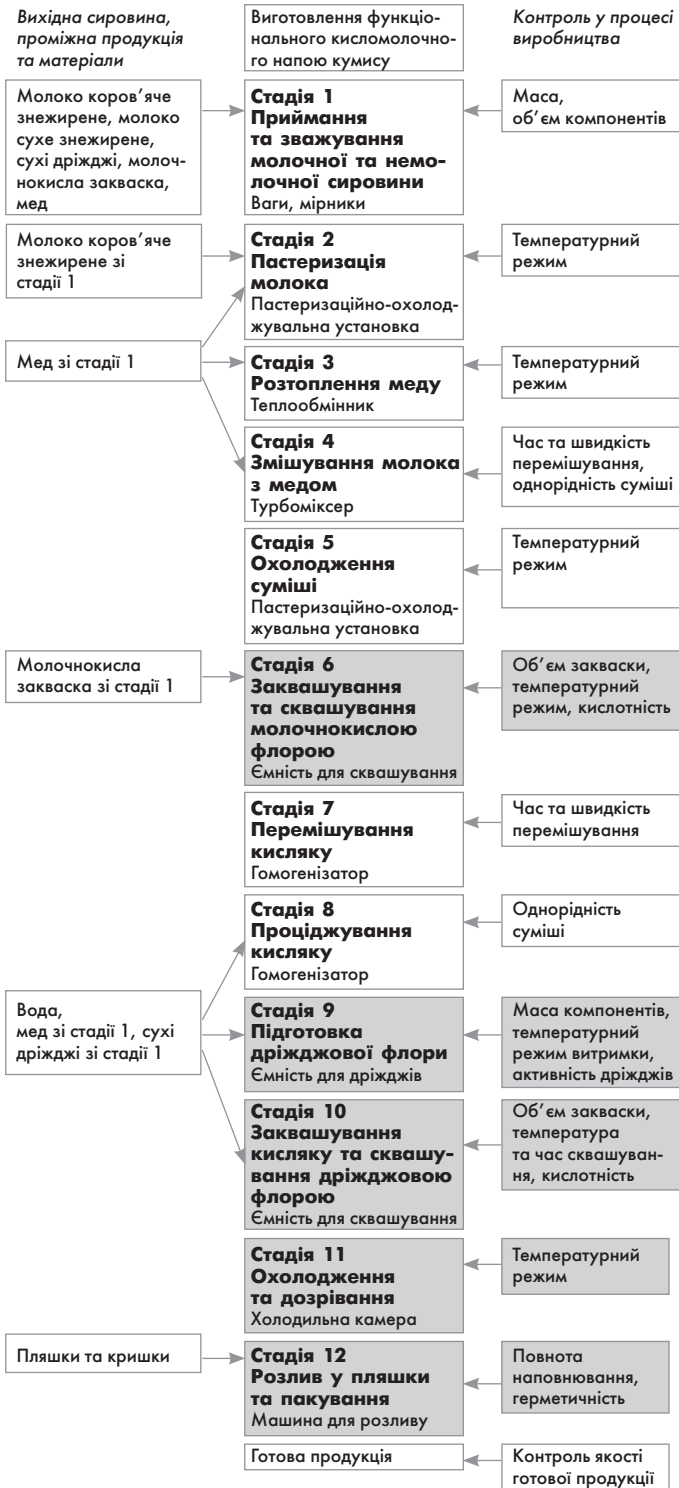 Вихідна сировина,
проміжна продукція
та матеріали
Виготовлення функціо-
нального кисломолочно-
го напою кумису
Контроль у процесі
виробництва
Молоко коров’яче
знежирене, молоко
сухе знежирене,
сухі дріжджі, молоч-
нокисла закваска,
мед
Стадія 1
Приймання
та зважування
молочної та немо-
лочної сировини
Ваги, мірники
Маса,
об’єм компонентів
Молоко коров’яче
знежирене зі
стадії 1
Стадія 2
Пастеризація
молока
Пастеризаційно-охолод-
жувальна установка
Температурний
режим
Мед зі стадії 1
Стадія 3
Розтоплення меду
Теплообмінник
Температурний
режим
Стадія 4
Змішування молока
з медом
Турбоміксер
Час та швидкість
перемішування,
однорідність суміші
Стадія 5
Охолодження
суміші
Пастеризаційно-охолод-
жувальна установка
Температурний
режим
Молочнокисла
закваска зі стадії 1
Стадія 6
Заквашування
та сквашування
молочнокислою
флорою
Ємність для сквашування
Об’єм закваски,
температурний
режим, кислотність
Стадія 7
Перемішування
кисляку
Гомогенізатор
Час та швидкість
перемішування
Стадія 8
Проціджування
кисляку
Гомогенізатор
Однорідність
суміші
Вода,
мед зі стадії 1, сухі
дріжджі зі стадії 1
Стадія 9
Підготовка
дріжджової флори
Ємність для дріжджів
Маса компонентів,
температурний
режим витримки,
активність дріжджів
Стадія 10
Заквашування
кисляку та сквашу-
вання дріжджовою
флорою
Ємність для сквашування
Об’єм закваски,
температура
та час сквашуван-
ня, кислотність
Стадія 11
Охолодження
та дозрівання
Холодильна камера
Температурний
режим
Пляшки та кришки
Стадія 12
Розлив у пляшки
та пакування
Машина для розливу
Повнота
наповнювання,
герметичність
Готова продукція
Контроль якості
готової продукції